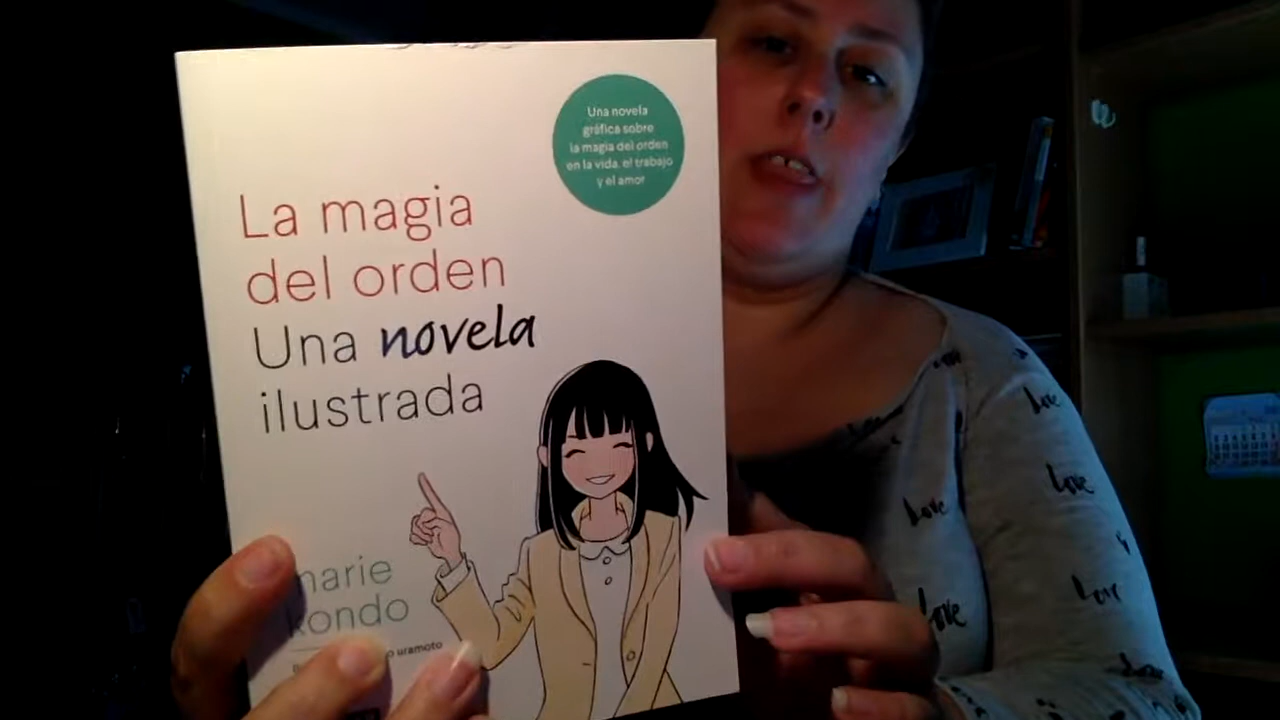 Una novela
gráfica sobre
la magia del orden
en la vida, el trabajo
y el amor
La magia
del orden
Una novela
ilustrada
marie
kondo
uramoto
Love
Love
Love
Love
Love